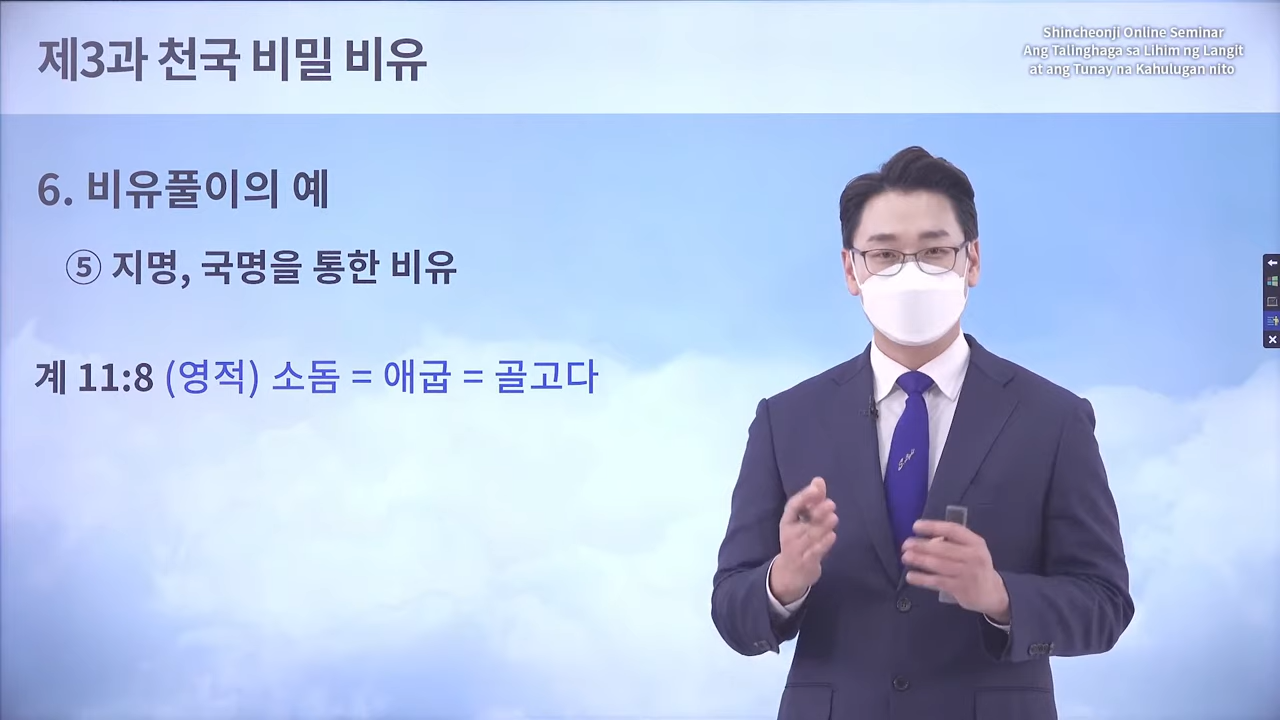 제3과 천국 비밀 비유
Shincheonji Online Seminar
Ang Talinghaga sa Lihim ng Langit
at ang Tunay na Kahulugan nito
6. 비유풀이의 예
⑤ 지명, 국명을 통한 비유
계 11:8 (영적) 소돔 = 애굽 = 골고다